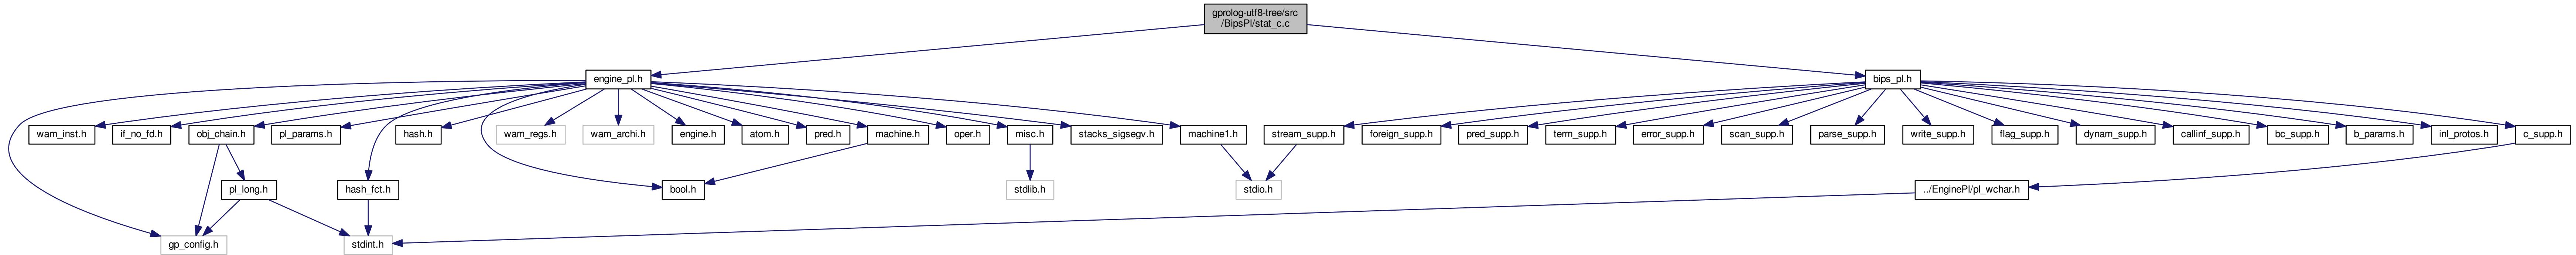 gprolog-utf8-tree/src
/BipsPl/stat_c.c
engine_pl.h
bips_pl.h
wam_inst.h
if_no_fd.h
obj_chain.h
pl_params.h
hash.h
wam_regs.h
wam_archi.h
engine.h
atom.h
pred.h
machine.h
oper.h
misc.h
stacks_sigsegv.h
machine1.h
stream_supp.h
foreign_supp.h
pred_supp.h
term_supp.h
error_supp.h
scan_supp.h
parse_supp.h
write_supp.h
flag_supp.h
dynam_supp.h
callinf_supp.h
bc_supp.h
b_params.h
inl_protos.h
c_supp.h
pl_long.h
hash_fct.h
bool.h
stdlib.h
stdio.h
../EnginePl/pl_wchar.h
gp_config.h
stdint.h